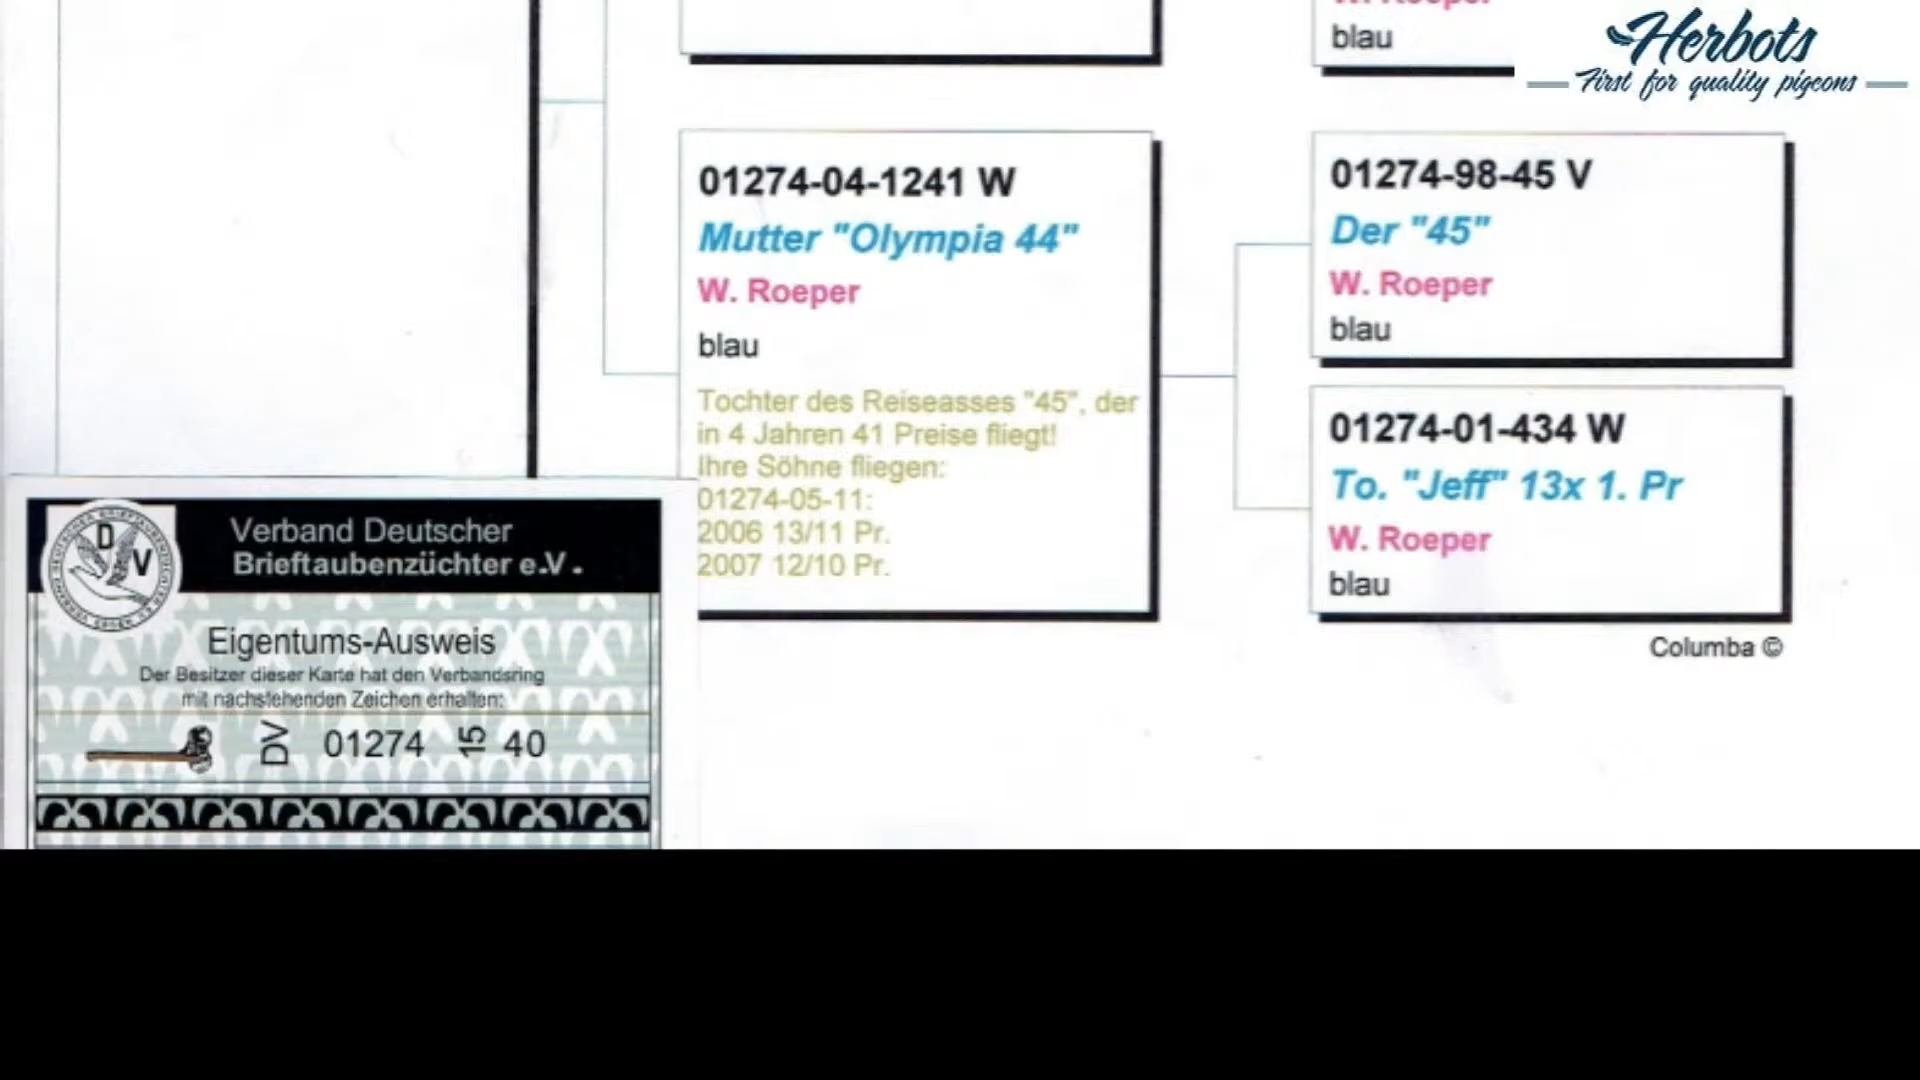 W. Roeper
blau
Herbots
First for quality pigeons
01274-04-1241 W
Mutter "Olympia 44"
W. Roeper
blau
Tochter des Reiseasses "45", der
in 4 Jahren 41 Preise fliegt!
Ihre Söhne fliegen:
01274-05-11:
2006 13/11 Pr.
2007 12/10 Pr.
01274-98-45 V
Der "45"
W. Roeper
blau
01274-01-434 W
To. "Jeff" 13x 1. Pr
W. Roeper
blau
Columba ©
DV
Verband Deutscher
Brieftaubenzüchter e.V.
Eigentums-Ausweis
Der Besitzer dieser Karte hat den Verbandsring
mit nachstehenden Zeichen erhalten:
DV 01274 15 40